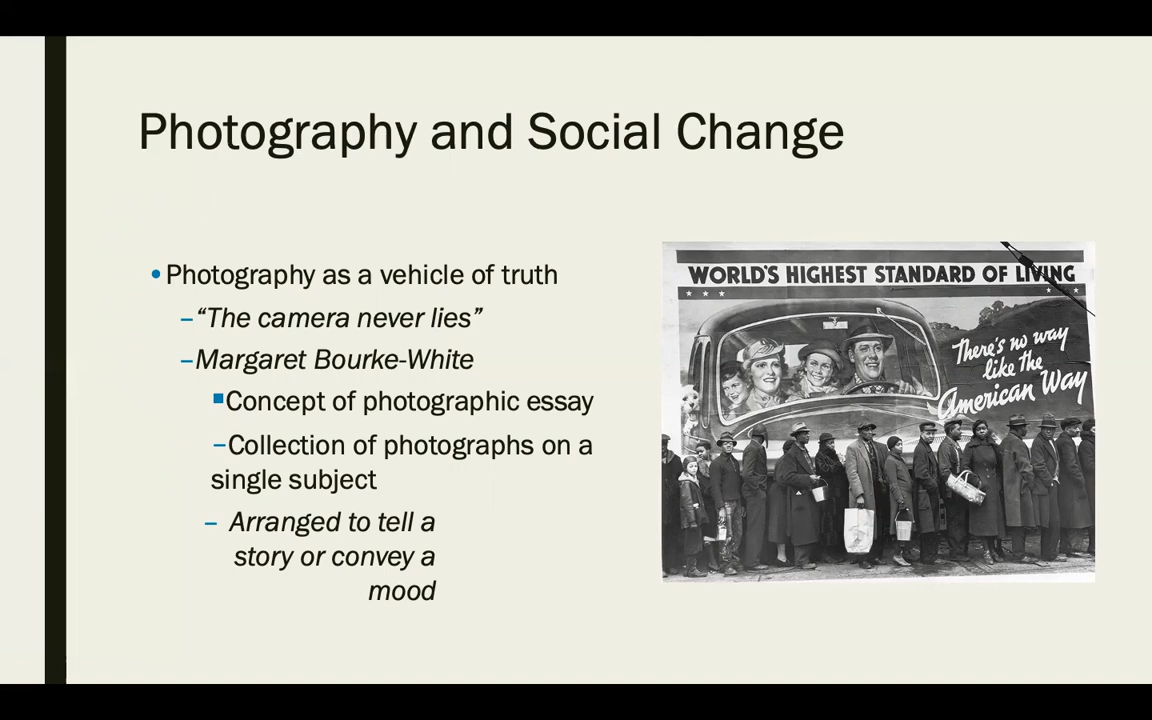 Photography and Social Change
•Photography as a vehicle of truth
–“The camera never lies”
–Margaret Bourke-White
▪Concept of photographic essay
–Collection of photographs on a
single subject
– Arranged to tell a
story or convey a
mood
WORLD'S HIGHEST STANDARD OF LIVING
There's no way
like the
American Way